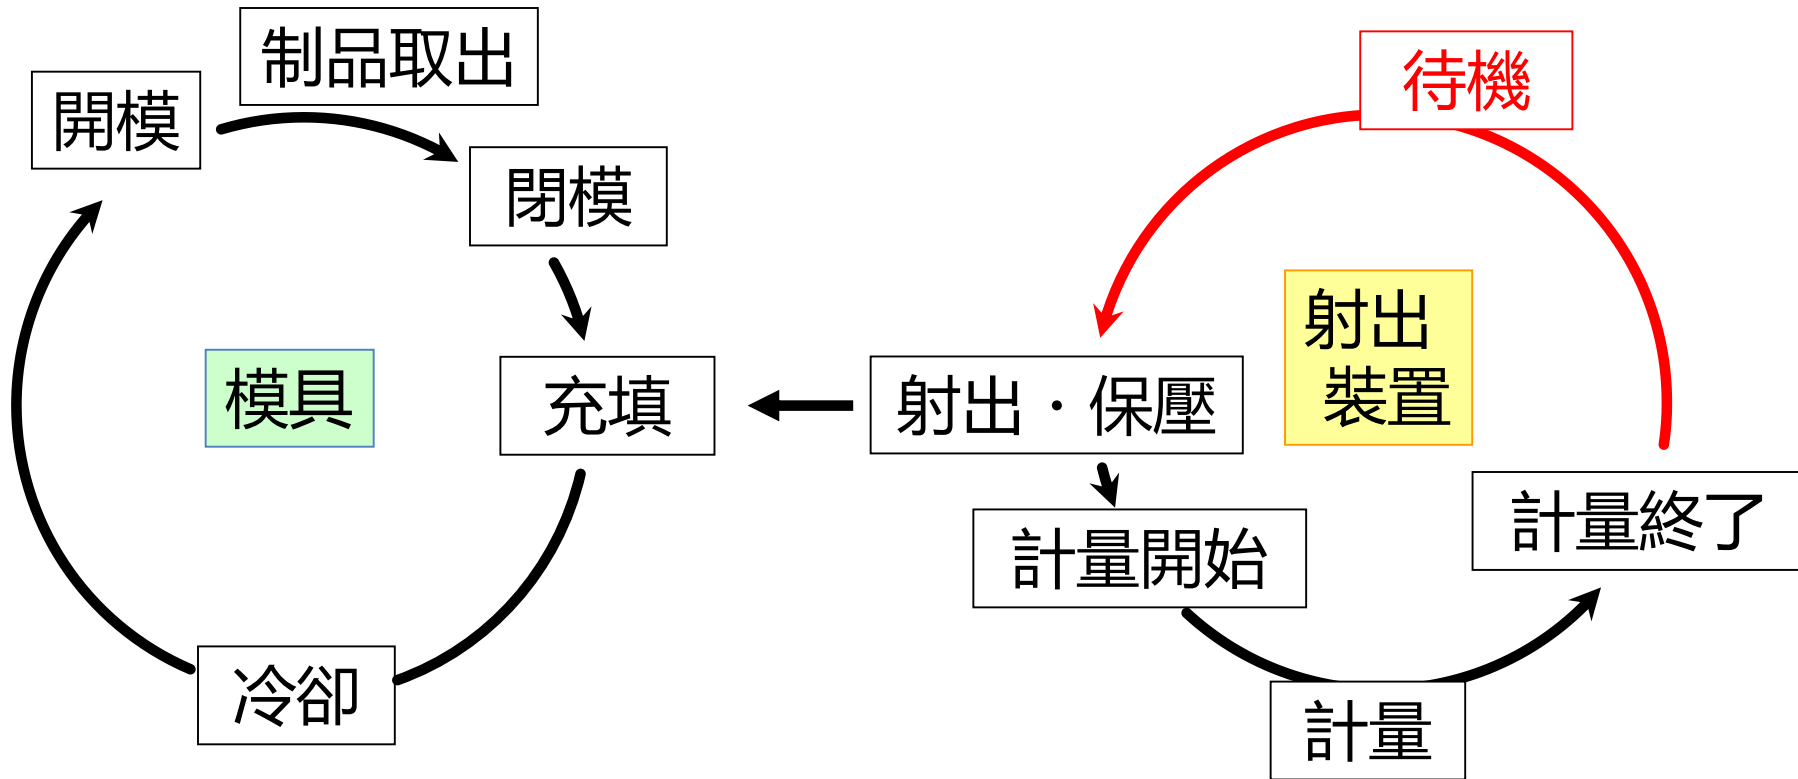 制品取出
開模
閉模
模具
充填
冷卻
待機
射出
裝置
射出・保壓
計量開始
計量終了
計量